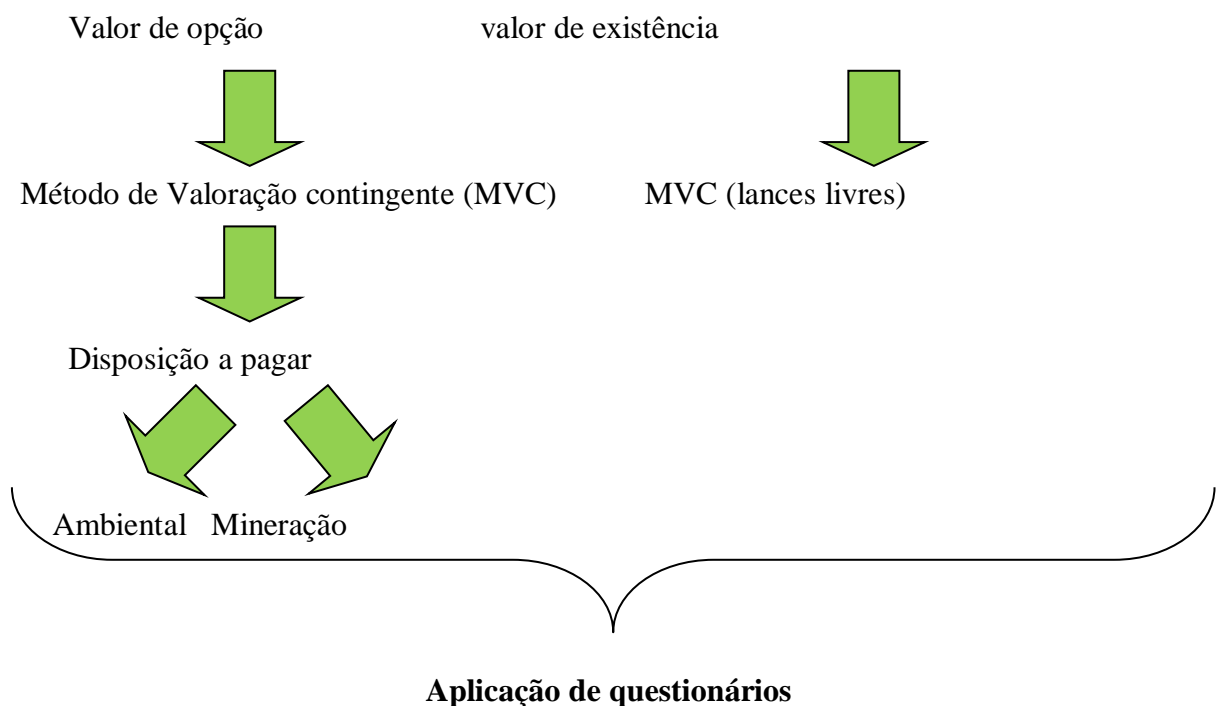 Valor de opção valor de existência
Método de Valoração contingente (MVC) MVC (lances livres)
Disposição a pagar
Ambiental Mineração
Aplicação de questionários